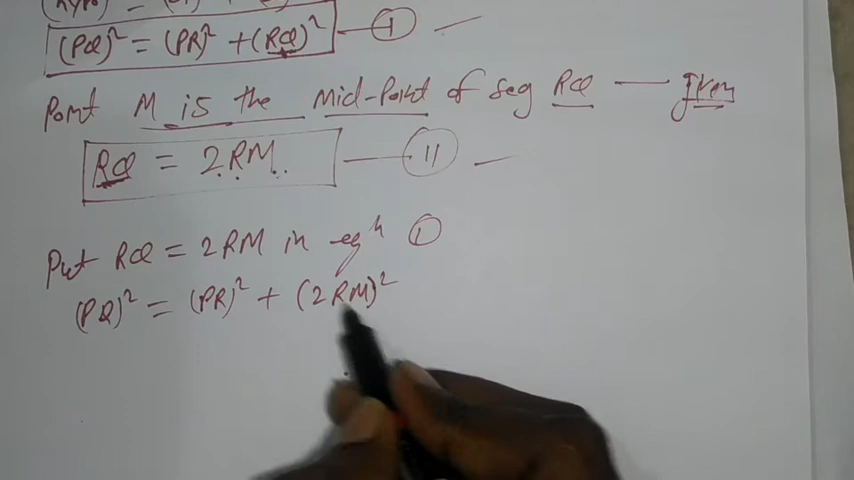 (PQ)² = (PR)² + (RQ)² — I
Point M is the Mid-Point of seg RQ — given
RQ = 2RM — II
Put RQ = 2RM in eqⁿ I
(PQ)² = (PR)² + (2RM)²